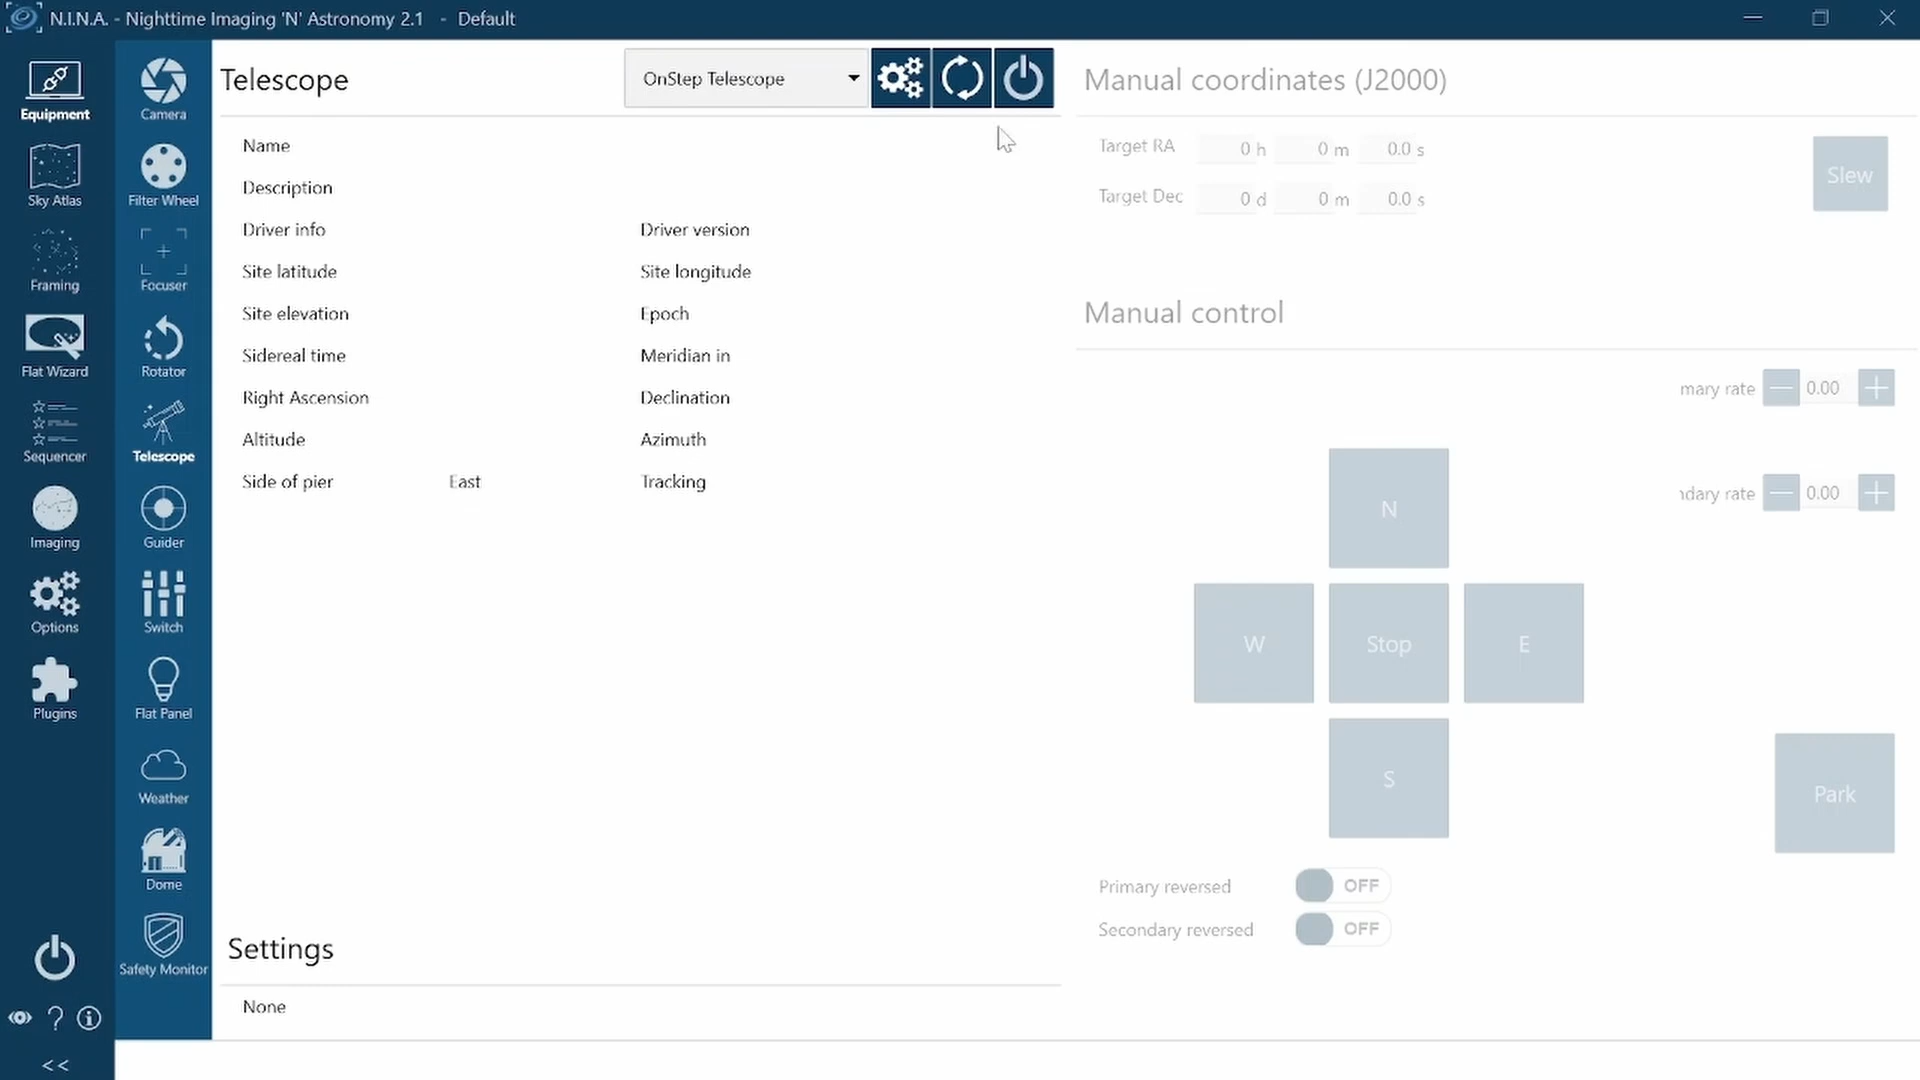 N.I.N.A. - Nighttime Imaging 'N' Astronomy 2.1 - Default
Equipment
Sky Atlas
Framing
Flat Wizard
Sequencer
Imaging
Options
Plugins
?
<<
Camera
Filter Wheel
Focuser
Rotator
Telescope
Guider
Switch
Flat Panel
Weather
Dome
Safety Monitor
Telescope
OnStep Telescope
Name
Description
Driver info Driver version
Site latitude Site longitude
Site elevation Epoch
Sidereal time Meridian in
Right Ascension Declination
Altitude Azimuth
Side of pier East Tracking
Settings
None
Manual coordinates (J2000)
Target RA 0 h 0 m 0.0 s
Target Dec 0 d 0 m 0.0 s
Slew
Manual control
mary rate 0.00
ndary rate 0.00
N
W Stop E
S
Park
Primary reversed OFF
Secondary reversed OFF